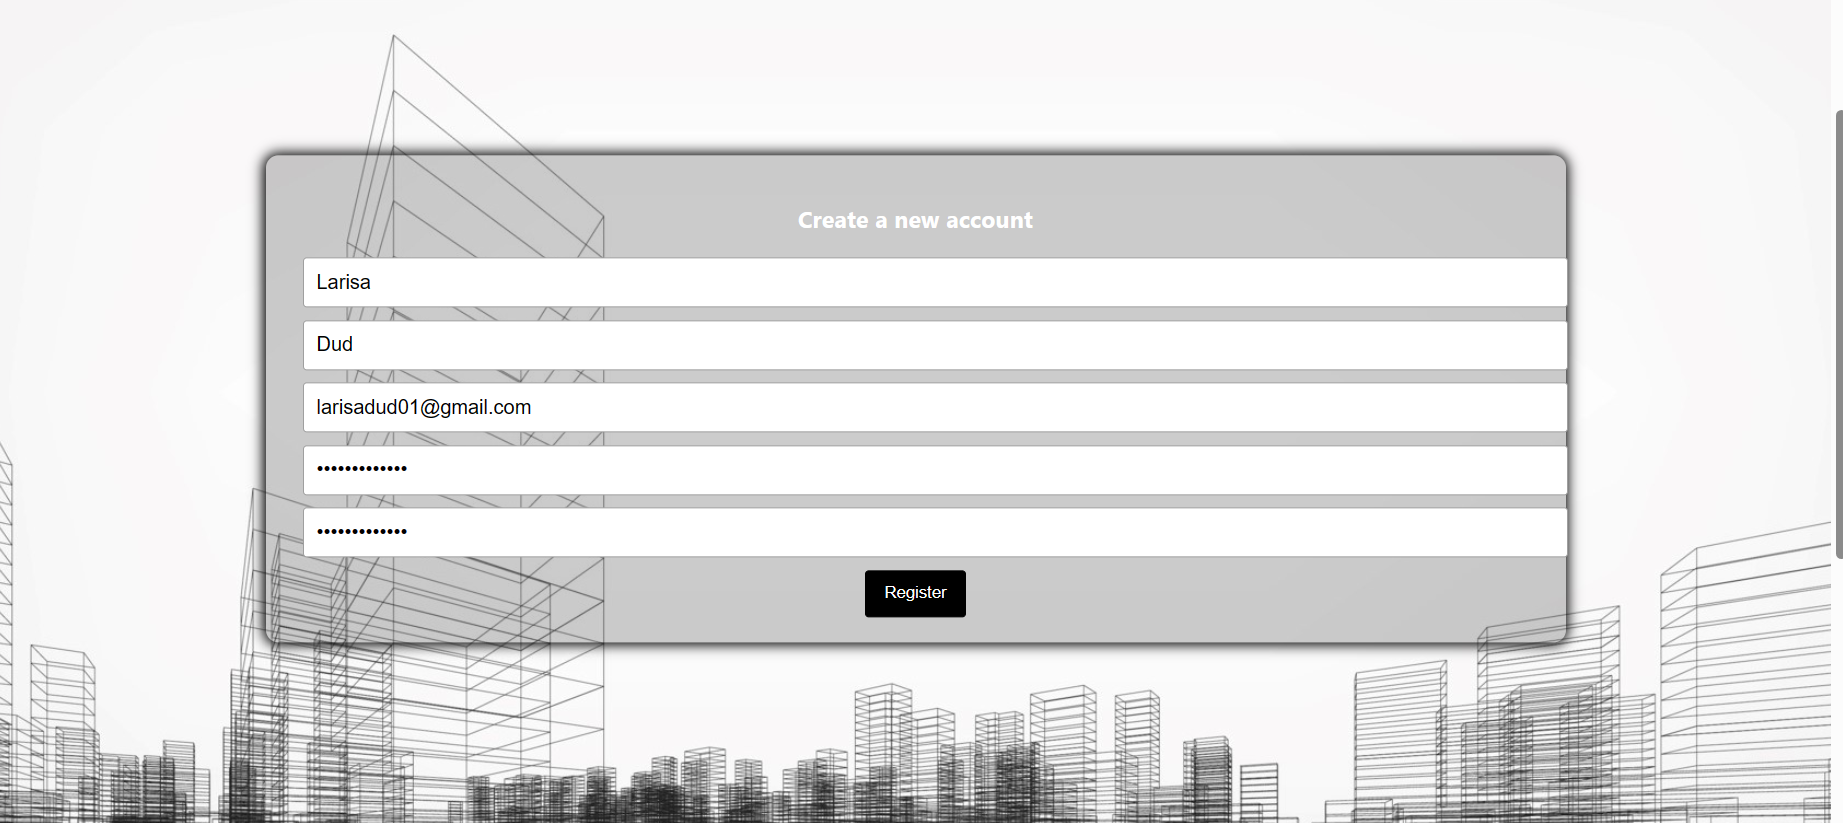 Create a new account
Larisa
Dud
larisadud01@gmail.com
•••••••••••••
•••••••••••••
Register